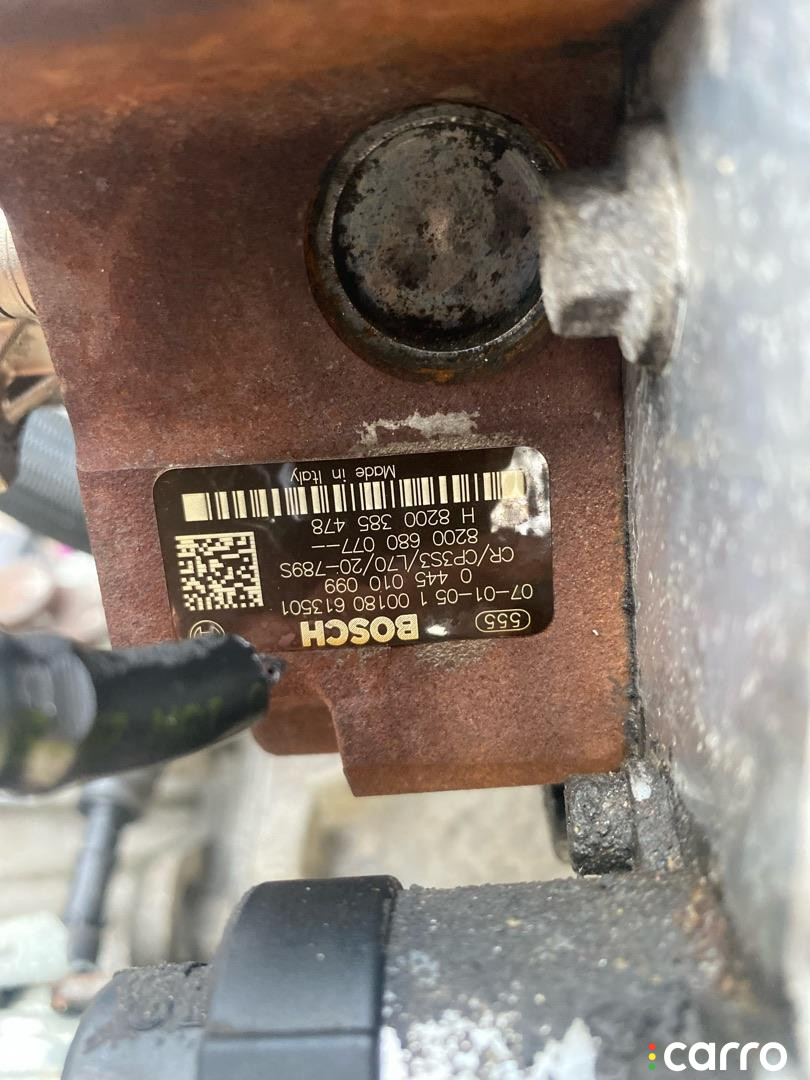 BOSCH
555
07-01-05 1 00180 613501
0 445 010 099
CR/CP3S3/L70/20-789S
8200 680 077--
H 8200 385 478
Made in Italy
carro